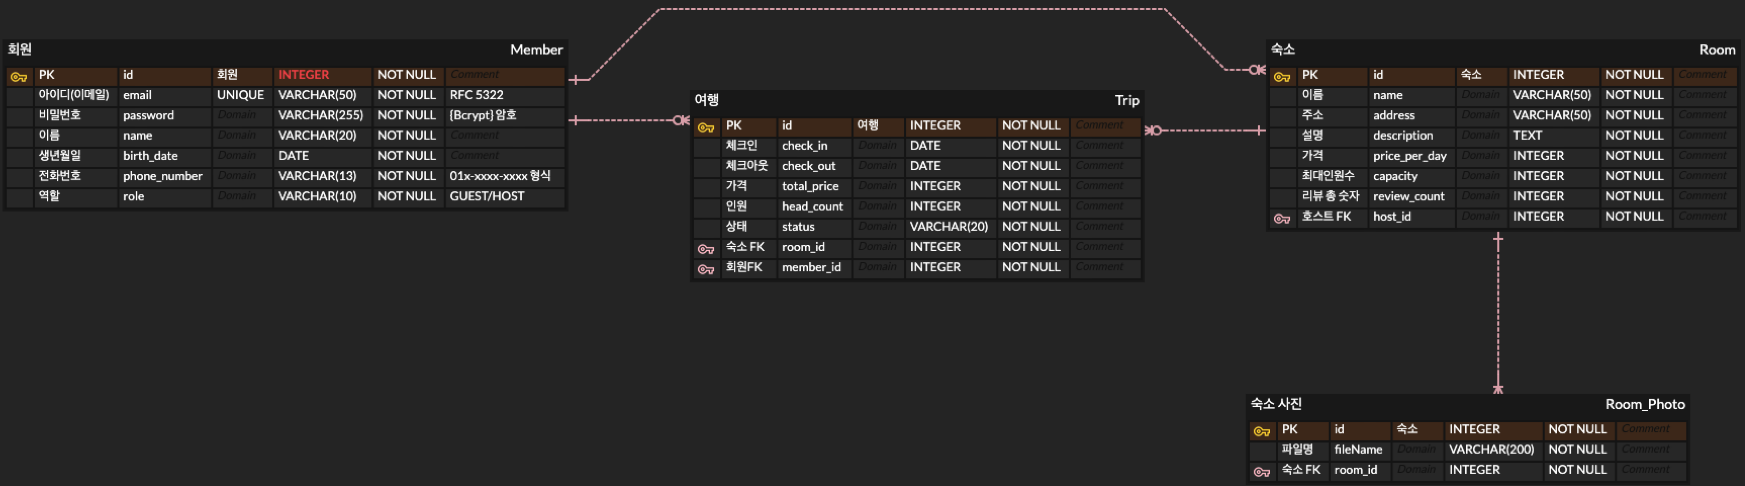 회원 Member
PK id 회원 INTEGER NOT NULL Comment
아이디(이메일) email UNIQUE VARCHAR(50) NOT NULL RFC 5322
비밀번호 password Domain VARCHAR(255) NOT NULL {Bcrypt} 암호
이름 name Domain VARCHAR(20) NOT NULL Comment
생년월일 birth_date Domain DATE NOT NULL Comment
전화번호 phone_number Domain VARCHAR(13) NOT NULL 01x-xxxx-xxxx 형식
역할 role Domain VARCHAR(10) NOT NULL GUEST/HOST
여행 Trip
PK id 여행 INTEGER NOT NULL Comment
체크인 check_in Domain DATE NOT NULL Comment
체크아웃 check_out Domain DATE NOT NULL Comment
가격 total_price Domain INTEGER NOT NULL Comment
인원 head_count Domain INTEGER NOT NULL Comment
상태 status Domain VARCHAR(20) NOT NULL Comment
숙소 FK room_id Domain INTEGER NOT NULL Comment
회원FK member_id Domain INTEGER NOT NULL Comment
숙소 Room
PK id 숙소 INTEGER NOT NULL Comment
이름 name Domain VARCHAR(50) NOT NULL Comment
주소 address Domain VARCHAR(50) NOT NULL Comment
설명 description Domain TEXT NOT NULL Comment
가격 price_per_day Domain INTEGER NOT NULL Comment
최대인원수 capacity Domain INTEGER NOT NULL Comment
리뷰 총 숫자 review_count Domain INTEGER NOT NULL Comment
호스트 FK host_id Domain INTEGER NOT NULL Comment
숙소 사진 Room_Photo
PK id 숙소 INTEGER NOT NULL Comment
파일명 fileName Domain VARCHAR(200) NOT NULL Comment
숙소 FK room_id Domain INTEGER NOT NULL Comment